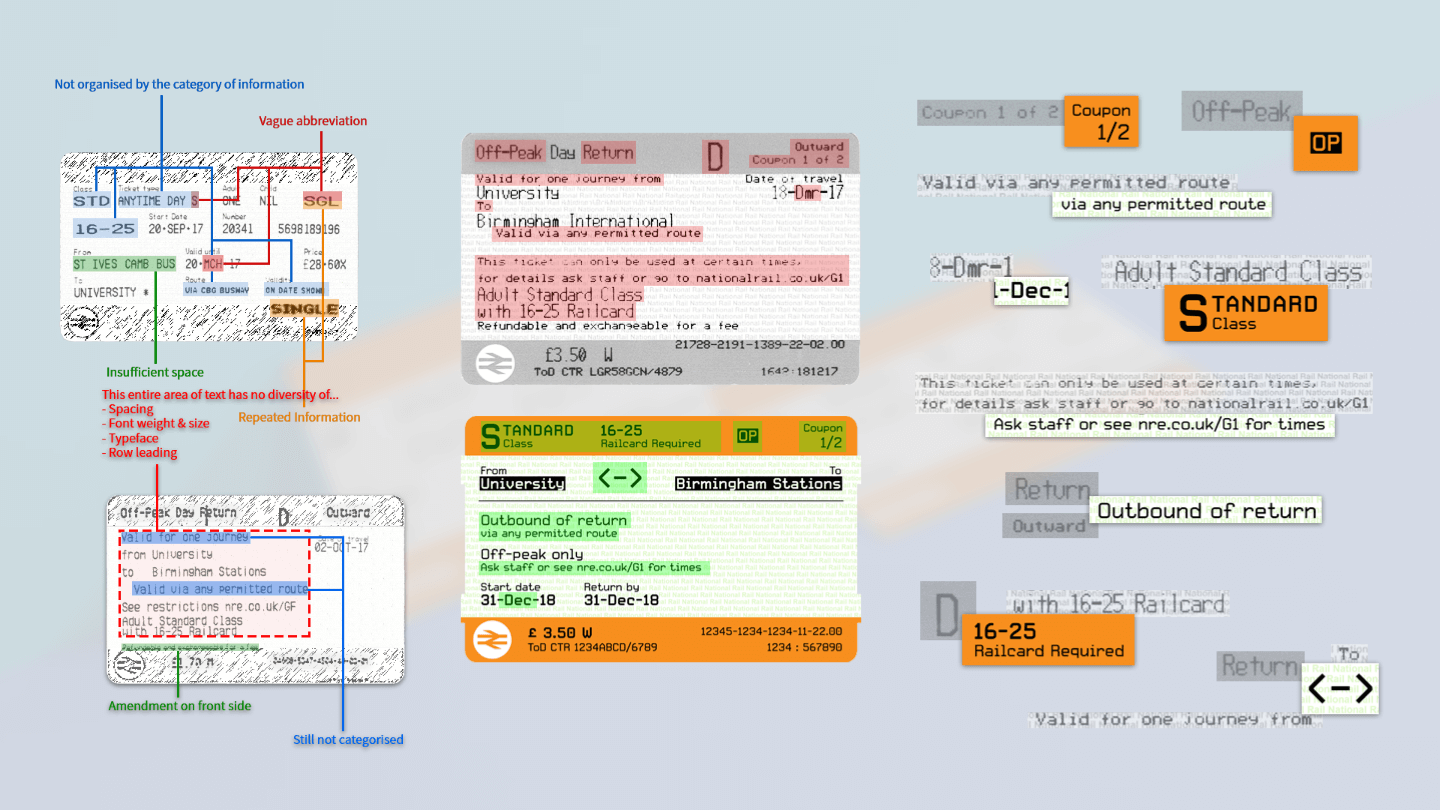 Not organised by the category of information
Vague abbreviation
Class
Ticket type
Child
STD
ANYTIME DAY S
ONE
NIL
SGL
Start Date
Number
16-25
20·SEP·17
20341
5698189196
From
Valid until
Price
ST IVES CAMB BUS
20·MCH·17
£28·60X
To
Route
Validity
UNIVERSITY *
VIA CBG BUSWAY
ON DATE SHOWN
SINGLE
Insufficient space
Repeated Information
This entire area of text has no diversity of...
- Spacing
- Font weight & size
- Typeface
- Row leading
Off-Peak Day Return
D
Outward
Valid for one journey
02-OCT-17
from University
to Birmingham Stations
Valid via any permitted route
See restrictions nre.co.uk/GF
Adult Standard Class
with 16-25 Railcard
Amendment on front side
Still not categorised
Off-Peak Day Return
D
Outward
Coupon 1 of 2
Valid for one journey from
Date of travel
University
18-Dmr-17
To
Birmingham International
Valid via any permitted route
This ticket can only be used at certain times,
for details ask staff or go to nationalrail.co.uk/G1
Adult Standard Class
with 16-25 Railcard
Refundable and exchangeable for a fee
21728-2191-1389-22-02.00
£3.50 W
ToD CTR LGR58GCN/4879
1642:181217
STANDARD
Class
16-25
Railcard Required
OP
Coupon
1/2
From
To
University
<->
Birmingham Stations
Outbound of return
via any permitted route
Off-peak only
Ask staff or see nre.co.uk/G1 for times
Start date
Return by
31-Dec-18
31-Dec-18
£ 3.50 W
12345-1234-1234-11-22.00
ToD CTR 1234ABCD/6789
1234 : 567890
Coupon 1 of 2
Coupon
1/2
Off-Peak
OP
Valid via any permitted route
via any permitted route
8-Dmr-1
-Dec-1
Adult Standard Class
STANDARD
Class
This ticket can only be used at certain times,
for details ask staff or go to nationalrail.co.uk/G1
Ask staff or see nre.co.uk/G1 for times
Return
Outward
Outbound of return
D
with 16-25 Railcard
16-25
Railcard Required
Return
To
<->
Valid for one journey from